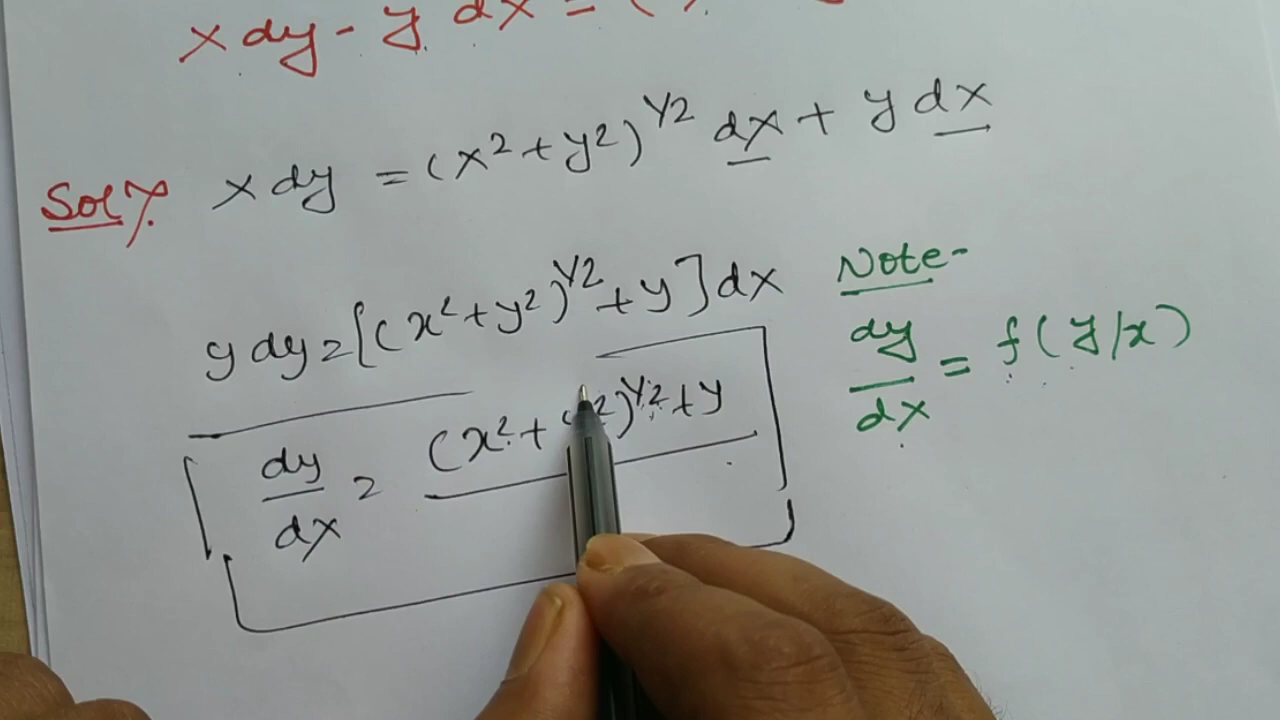 x dy - y dx = (
Sol%. x dy = (x²+y²)^1/2 dx + y dx
y dy = [(x²+y²)^1/2 + y] dx
Note-
dy/dx = (x²+y²)^1/2 + y
dy/dx = f(y/x)